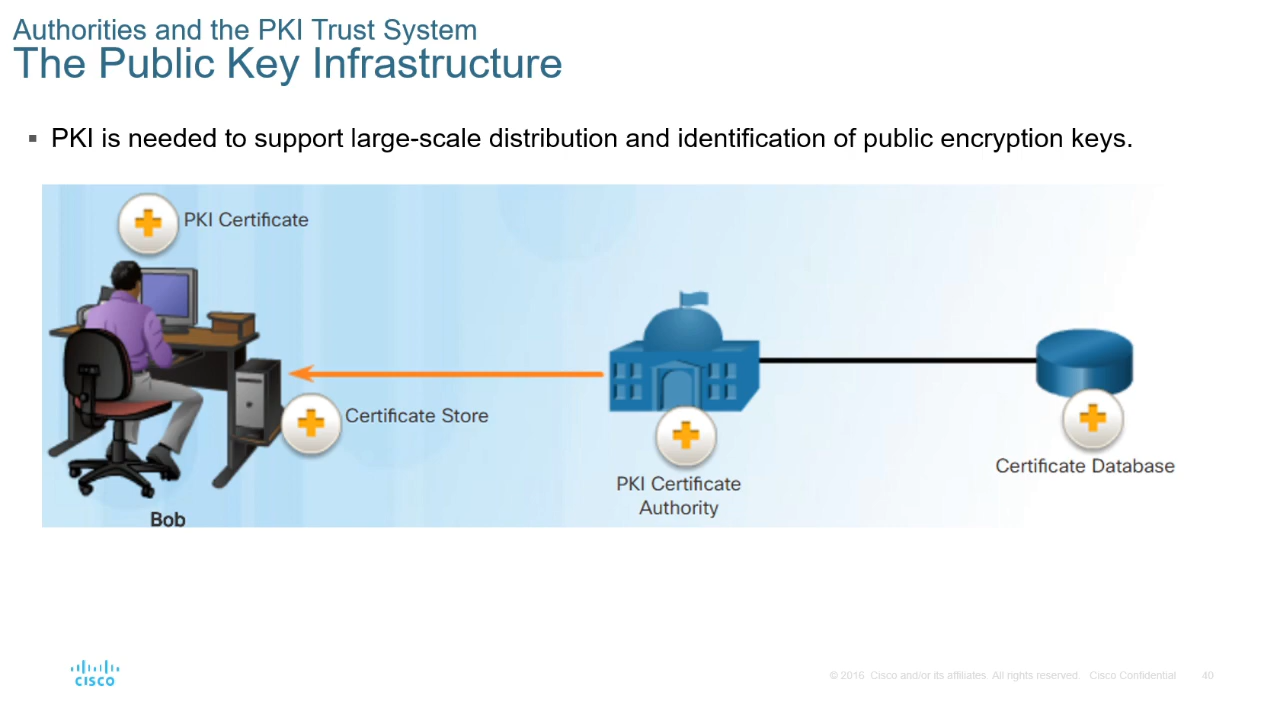 Authorities and the PKI Trust System
The Public Key Infrastructure
▪ PKI is needed to support large-scale distribution and identification of public encryption keys.
PKI Certificate
Certificate Store
Bob
PKI Certificate
Authority
Certificate Database
CISCO
© 2016 Cisco and/or its affiliates. All rights reserved. Cisco Confidential 40